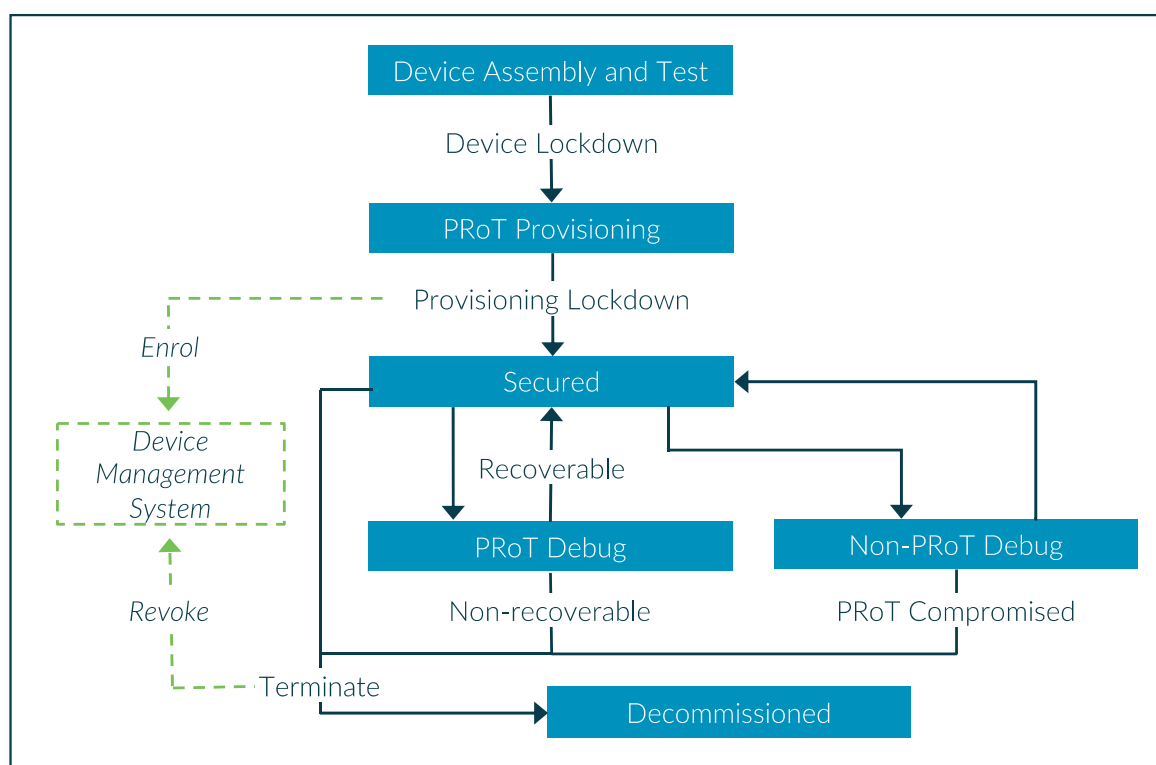 Device Assembly and Test
Device Lockdown
PRoT Provisioning
Provisioning Lockdown
Enrol
Secured
Device
Management
System
Recoverable
PRoT Debug
Non-PRoT Debug
Revoke
Non-recoverable
PRoT Compromised
Terminate
Decommissioned